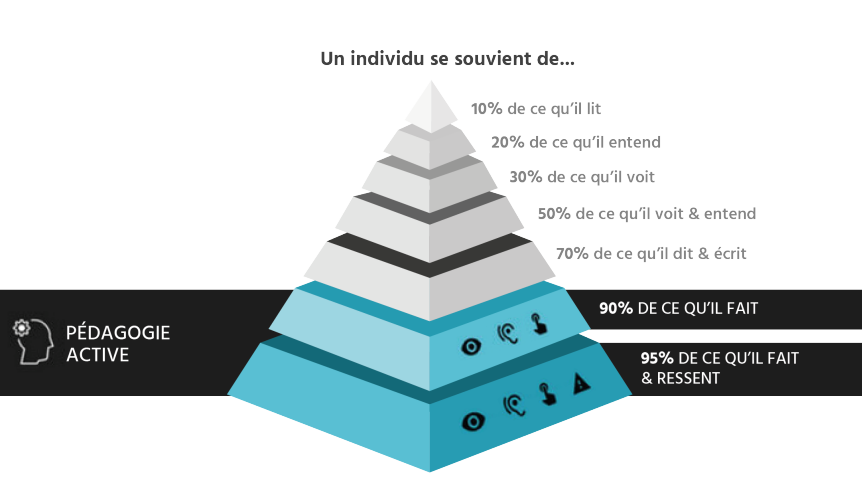 Un individu se souvient de...
10% de ce qu'il lit
20% de ce qu'il entend
30% de ce qu'il voit
50% de ce qu'il voit & entend
70% de ce qu'il dit & écrit
90% DE CE QU'IL FAIT
PÉDAGOGIE
ACTIVE
95% DE CE QU'IL FAIT
& RESSENT